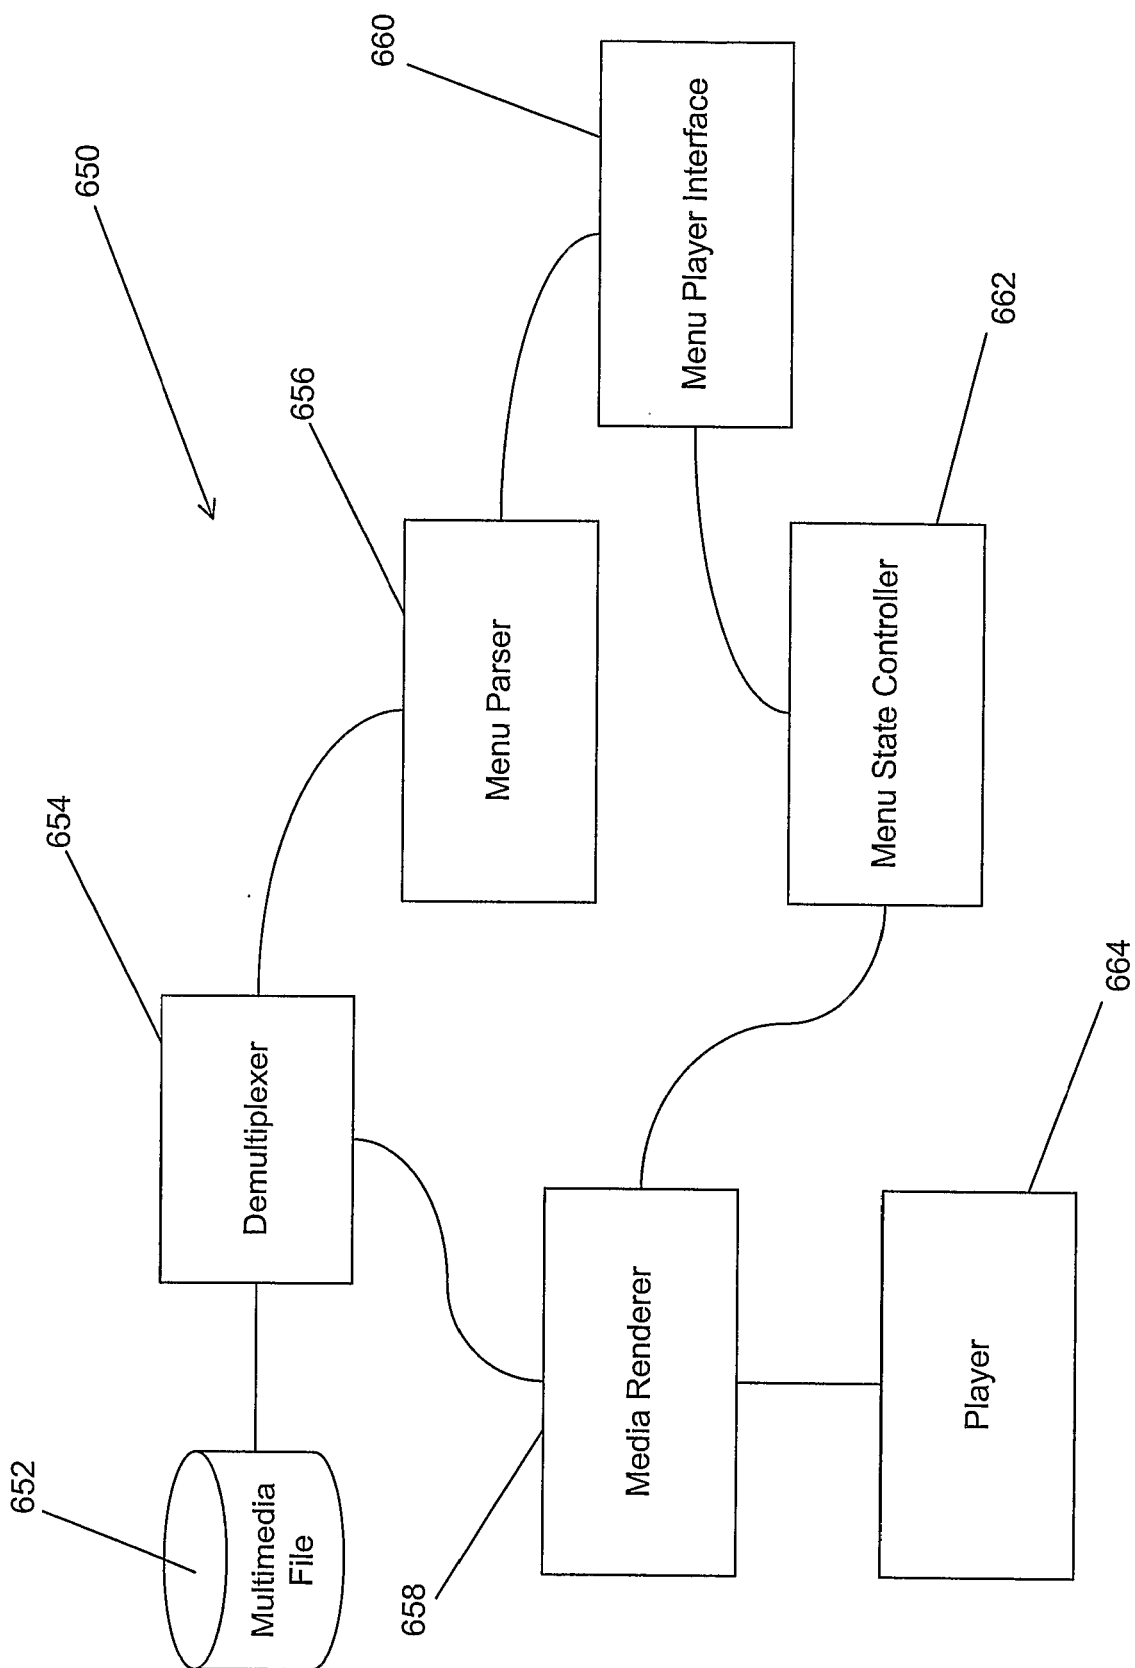 650
652
Multimedia
File
654
Demultiplexer
656
Menu Parser
660
Menu Player Interface
658
Media Renderer
662
Menu State Controller
664
Player